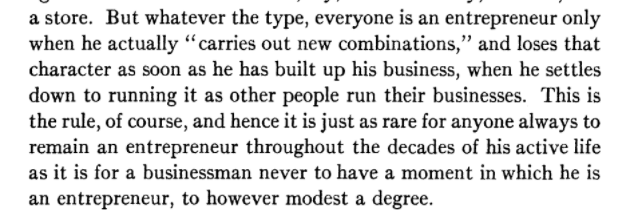 a store. But whatever the type, everyone is an entrepreneur only
when he actually “carries out new combinations,” and loses that
character as soon as he has built up his business, when he settles
down to running it as other people run their businesses. This is
the rule, of course, and hence it is just as rare for anyone always to
remain an entrepreneur throughout the decades of his active life
as it is for a businessman never to have a moment in which he is
an entrepreneur, to however modest a degree.